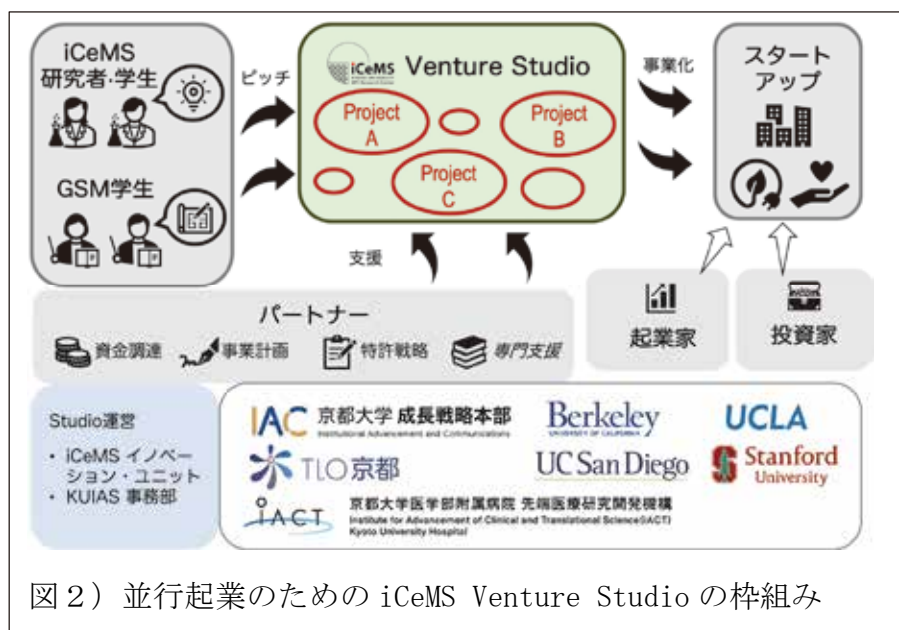 iCeMS
研究者・学生
GSM学生
ピッチ
iCeMS Venture Studio
Project
A
Project
B
Project
C
事業化
スタート
アップ
支援
パートナー
資金調達
事業計画
特許戦略
専門支援
起業家
投資家
Studio運営
• iCeMS イノベー
ション・ユニット
• KUIAS 事務部
IAC 京都大学 成長戦略本部
Institutional Advancement and Communications
Berkeley
UNIVERSITY OF CALIFORNIA
UCLA
TLO京都
UC San Diego
Stanford
University
iACT
京都大学医学部附属病院 先端医療研究開発機構
Institute for Advancement of Clinical and Translational Science(iACT)
Kyoto University Hospital
図2)並行起業のための iCeMS Venture Studio の枠組み